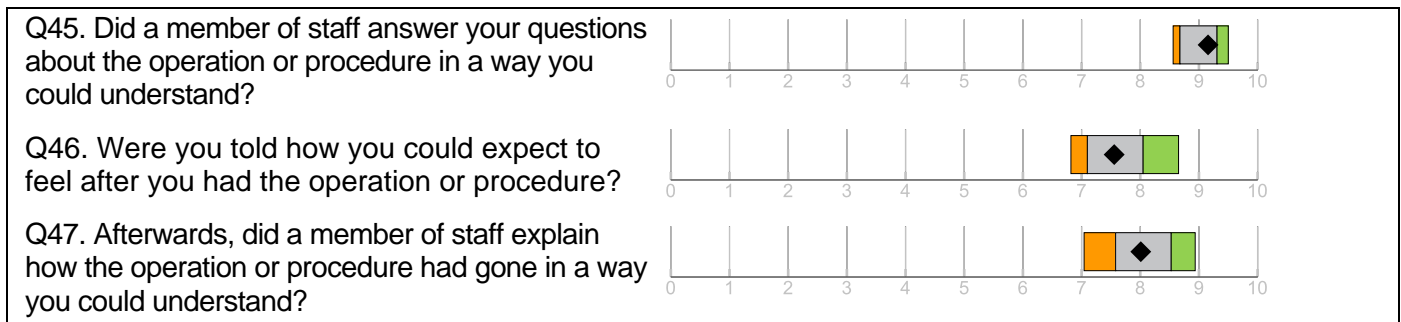 Q45. Did a member of staff answer your questions
about the operation or procedure in a way you
could understand?
0 1 2 3 4 5 6 7 8 9 10
Q46. Were you told how you could expect to
feel after you had the operation or procedure?
0 1 2 3 4 5 6 7 8 9 10
Q47. Afterwards, did a member of staff explain
how the operation or procedure had gone in a way
you could understand?
0 1 2 3 4 5 6 7 8 9 10